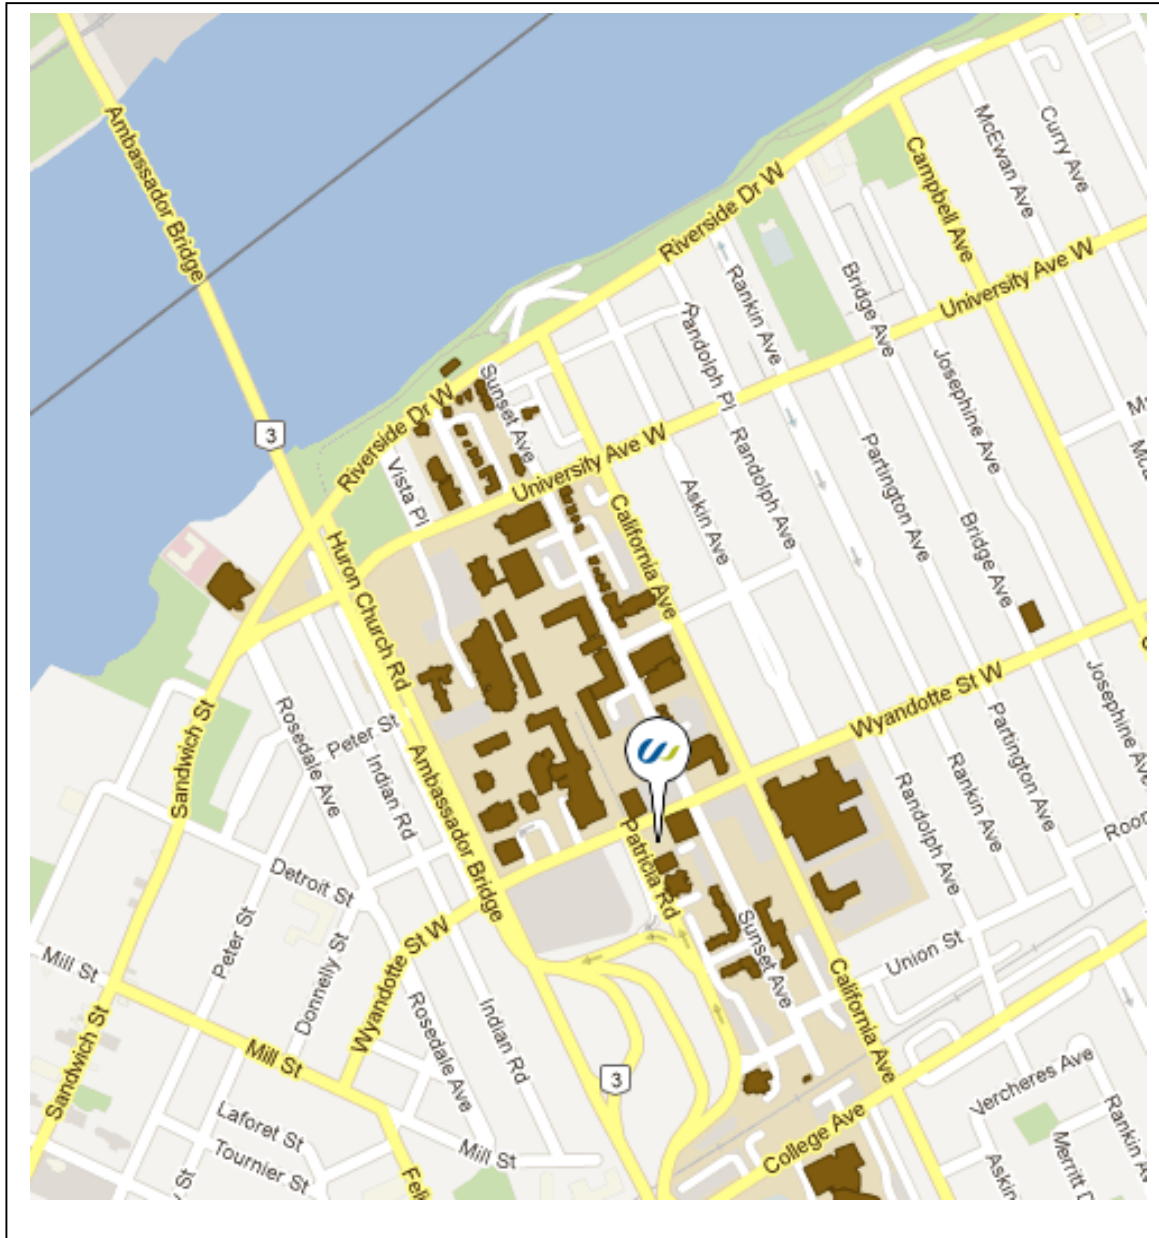 Ambassador Bridge
McEwan Ave
Curry Ave
Campbell Ave
Riverside Dr W
University Ave W
Rankin Ave
Bridge Ave
Randolph Pl
Josephine Ave
3
Sunset Ave
Riverside Dr W
Vista Pl
University Ave W
Askin Ave
Randolph Ave
Partington Ave
Bridge Ave
California Ave
Huron Church Rd
Josephine Ave
Wyandotte St W
Sandwich St
Rosedale Ave
Peter St
Indian Rd
Ambassador Bridge
Partington Ave
Rankin Ave
Randolph Ave
Patricia Rd
Detroit St
Peter St
Donnelly St
Wyandotte St W
Sunset Ave
Union St
California Ave
Mill St
Sandwich St
Mill St
Rosedale Ave
Indian Rd
3
Vercheres Ave
Rankin
Laforet St
Tournier St
Mill St
College Ave
Askin
Merritt